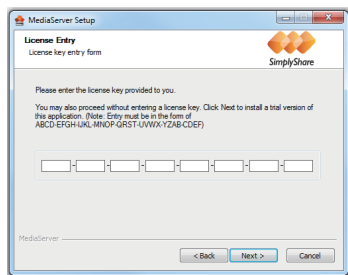 MediaServer Setup
License Entry
License key entry form
SimplyShare
Please enter the license key provided to you.
You may also proceed without entering a license key. Click Next to install a trial version of
this application. (Note: Entry must be in the form of
ABCD-EFGH-IJKL-MNOP-QRST-UVWX-YZAB-CDEF)
- - - - - - -
MediaServer
< Back Next > Cancel